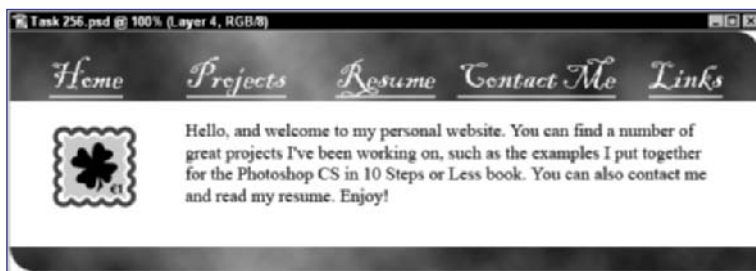 Task 256.psd @ 100% (Layer 4, RGB/8)
Home Projects Resume Contact Me Links
Hello, and welcome to my personal website. You can find a number of
great projects I've been working on, such as the examples I put together
for the Photoshop CS in 10 Steps or Less book. You can also contact me
and read my resume. Enjoy!
€1